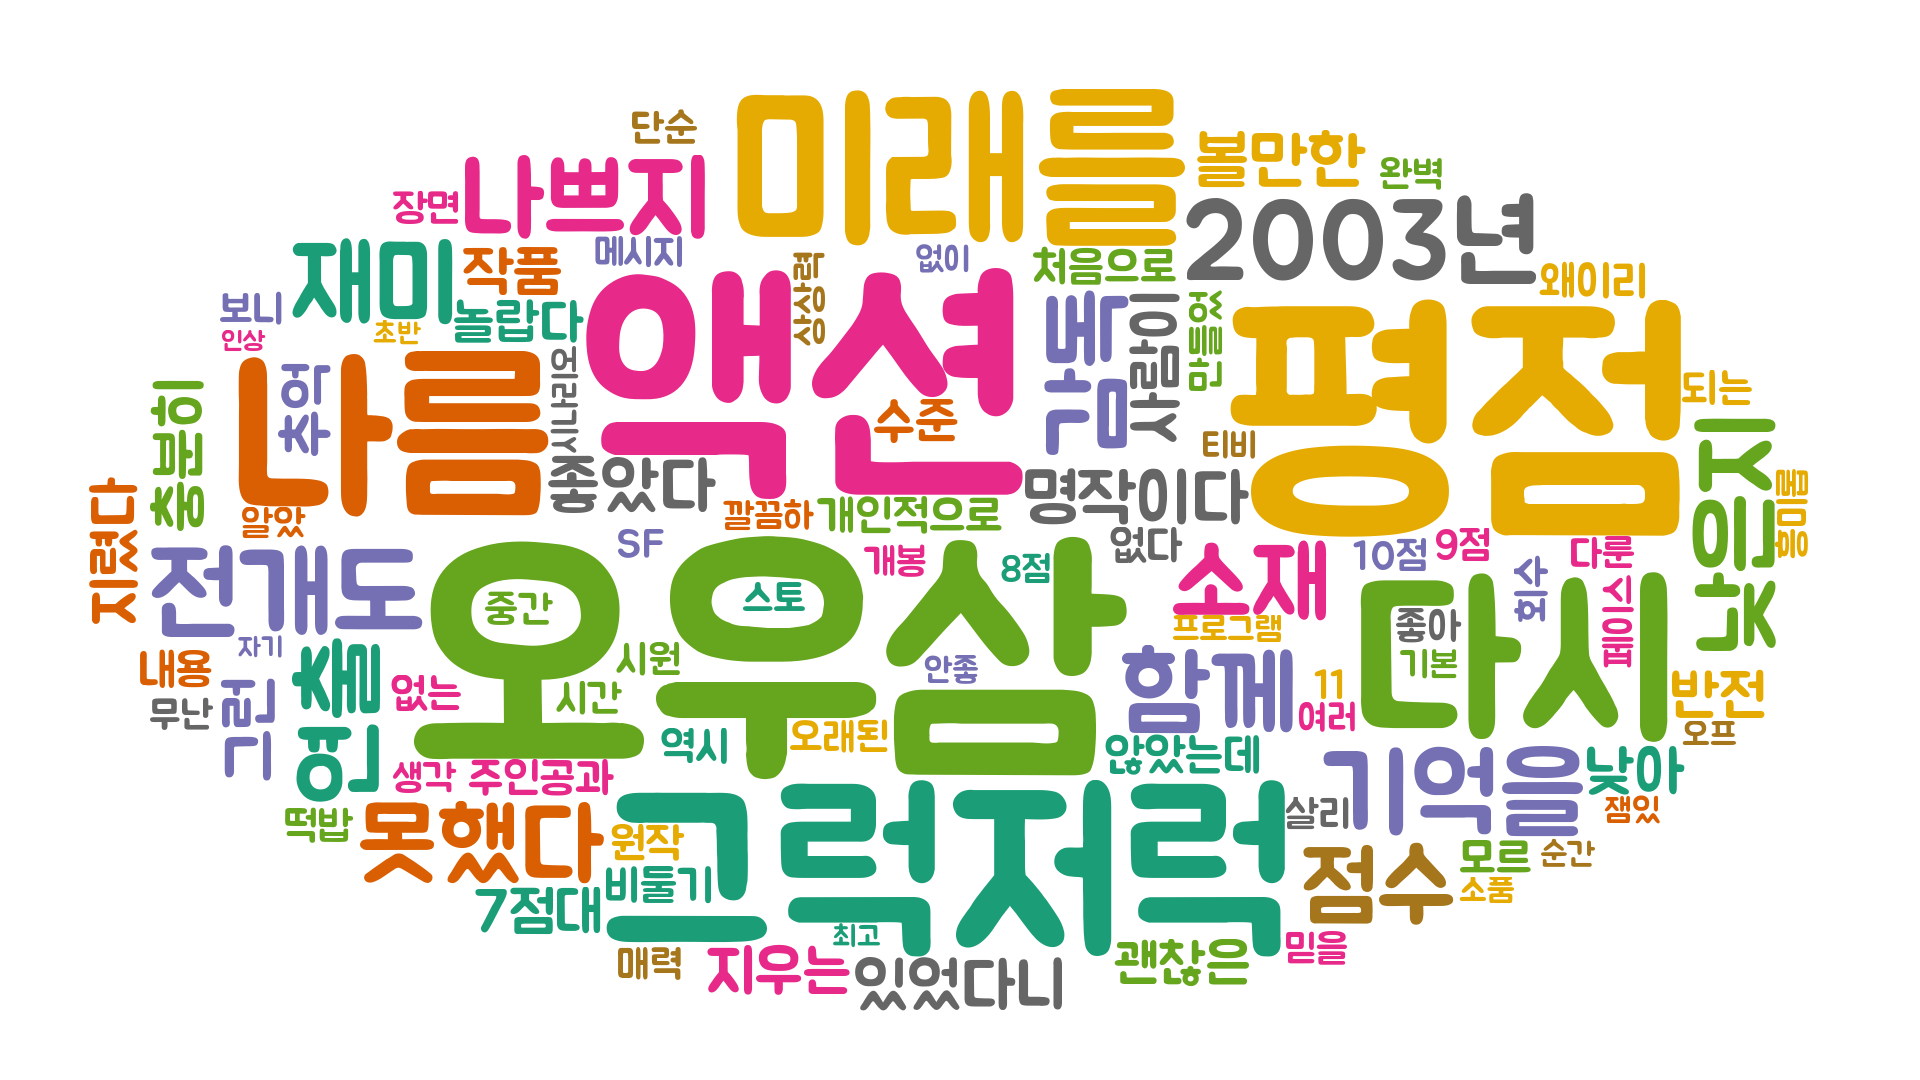 단순
미래를
볼만한
완벽
나쁘지
장면
2003년
메시지
없이
처음으로
재미
작품
상상력
왜이리
놀랍다
보니
초반
인상
액션
감독
사람이
만들었
평점
되는
나름
추억
시나리오
수준
티비
충분히
낮은지
좋았다
명작이다
흥미롭
지렸다
알았
깔끔하
개인적으로
SF
개봉
8점
없다
소재
10점
9점
다룬
전개도
오우삼
다시
중간
스토
회수
페이스
프로그램
좋아
기본
자기
내용
연출
그런
없는
시원
시간
안좋
함께
11
여러
반전
무난
오프
역시
오래된
않았는데
기억을
낮아
생각
주인공과
그럭저럭
떡밥
못했다
원작
살리
잼있
점수
모르
순간
비둘기
소품
7점대
최고
매력
지우는
있었다니
괜찮은
믿을